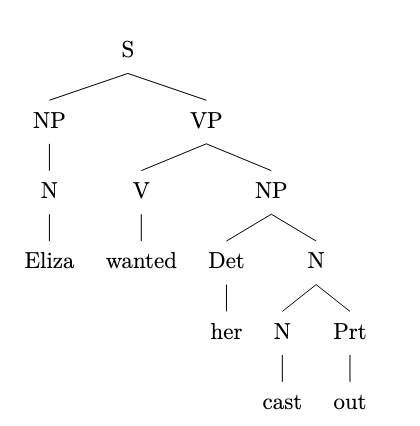 S
NP VP
N V NP
Eliza wanted Det N
her N Prt
cast out